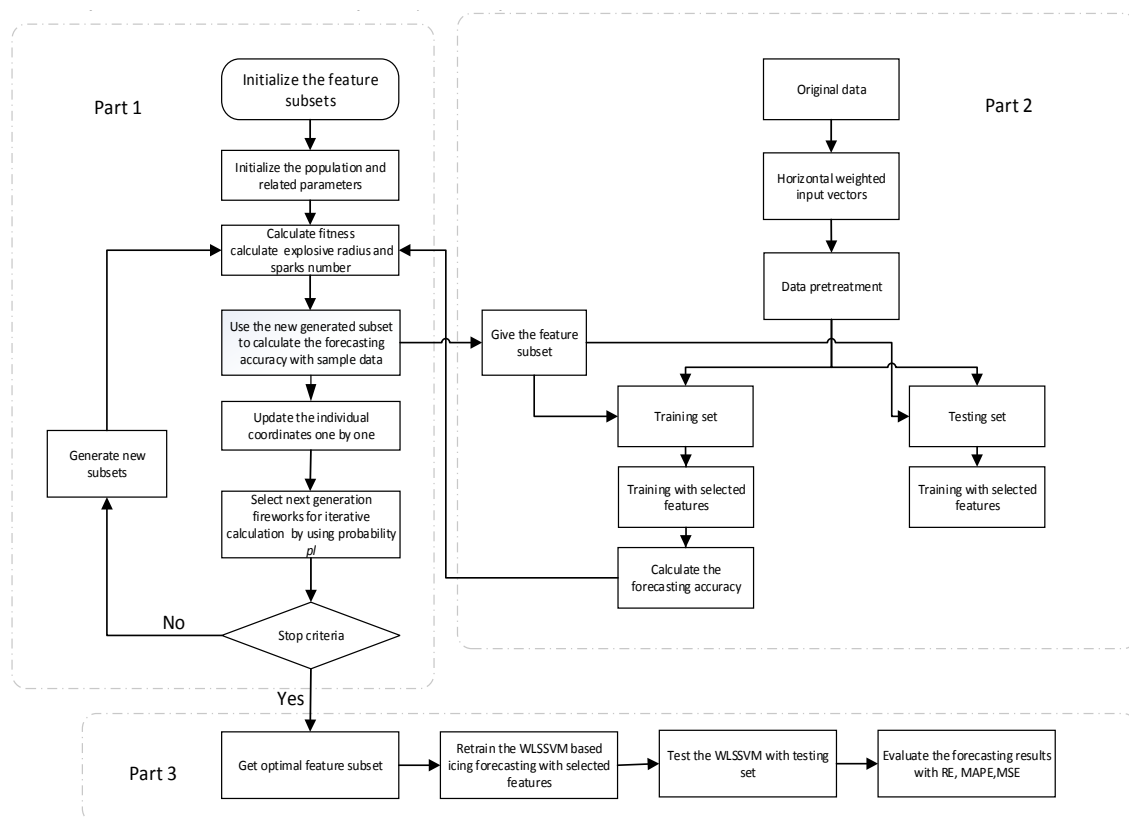 Part 1
Initialize the feature
subsets
Initialize the population and
related parameters
Calculate fitness
calculate explosive radius and
sparks number
Use the new generated subset
to calculate the forecasting
accuracy with sample data
Update the individual
coordinates one by one
Generate new
subsets
Select next generation
fireworks for iterative
calculation by using probability
pl
No
Stop criteria
Yes
Part 2
Original data
Horizontal weighted
input vectors
Data pretreatment
Give the feature
subset
Training set
Testing set
Training with selected
features
Training with selected
features
Calculate the
forecasting accuracy
Part 3
Get optimal feature subset
Retrain the WLSSVM based
icing forecasting with selected
features
Test the WLSSVM with testing
set
Evaluate the forecasting results
with RE, MAPE,MSE